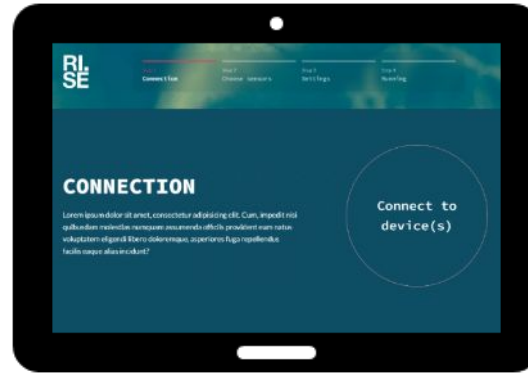 RI.
SE
Step 1
Connection
Step 2
Choose sensors
Step 3
Settings
Step 4
Running
CONNECTION
Lorem ipsum dolor sit amet, consectetur adipisicing elit. Cum, impedit nisi
quibusdam molestias numquam assumenda officiis provident eum natus
voluptatem eligendi libero doloremque, asperiores fuga repellendus
facilis eaque alias incidunt?
Connect to
device(s)